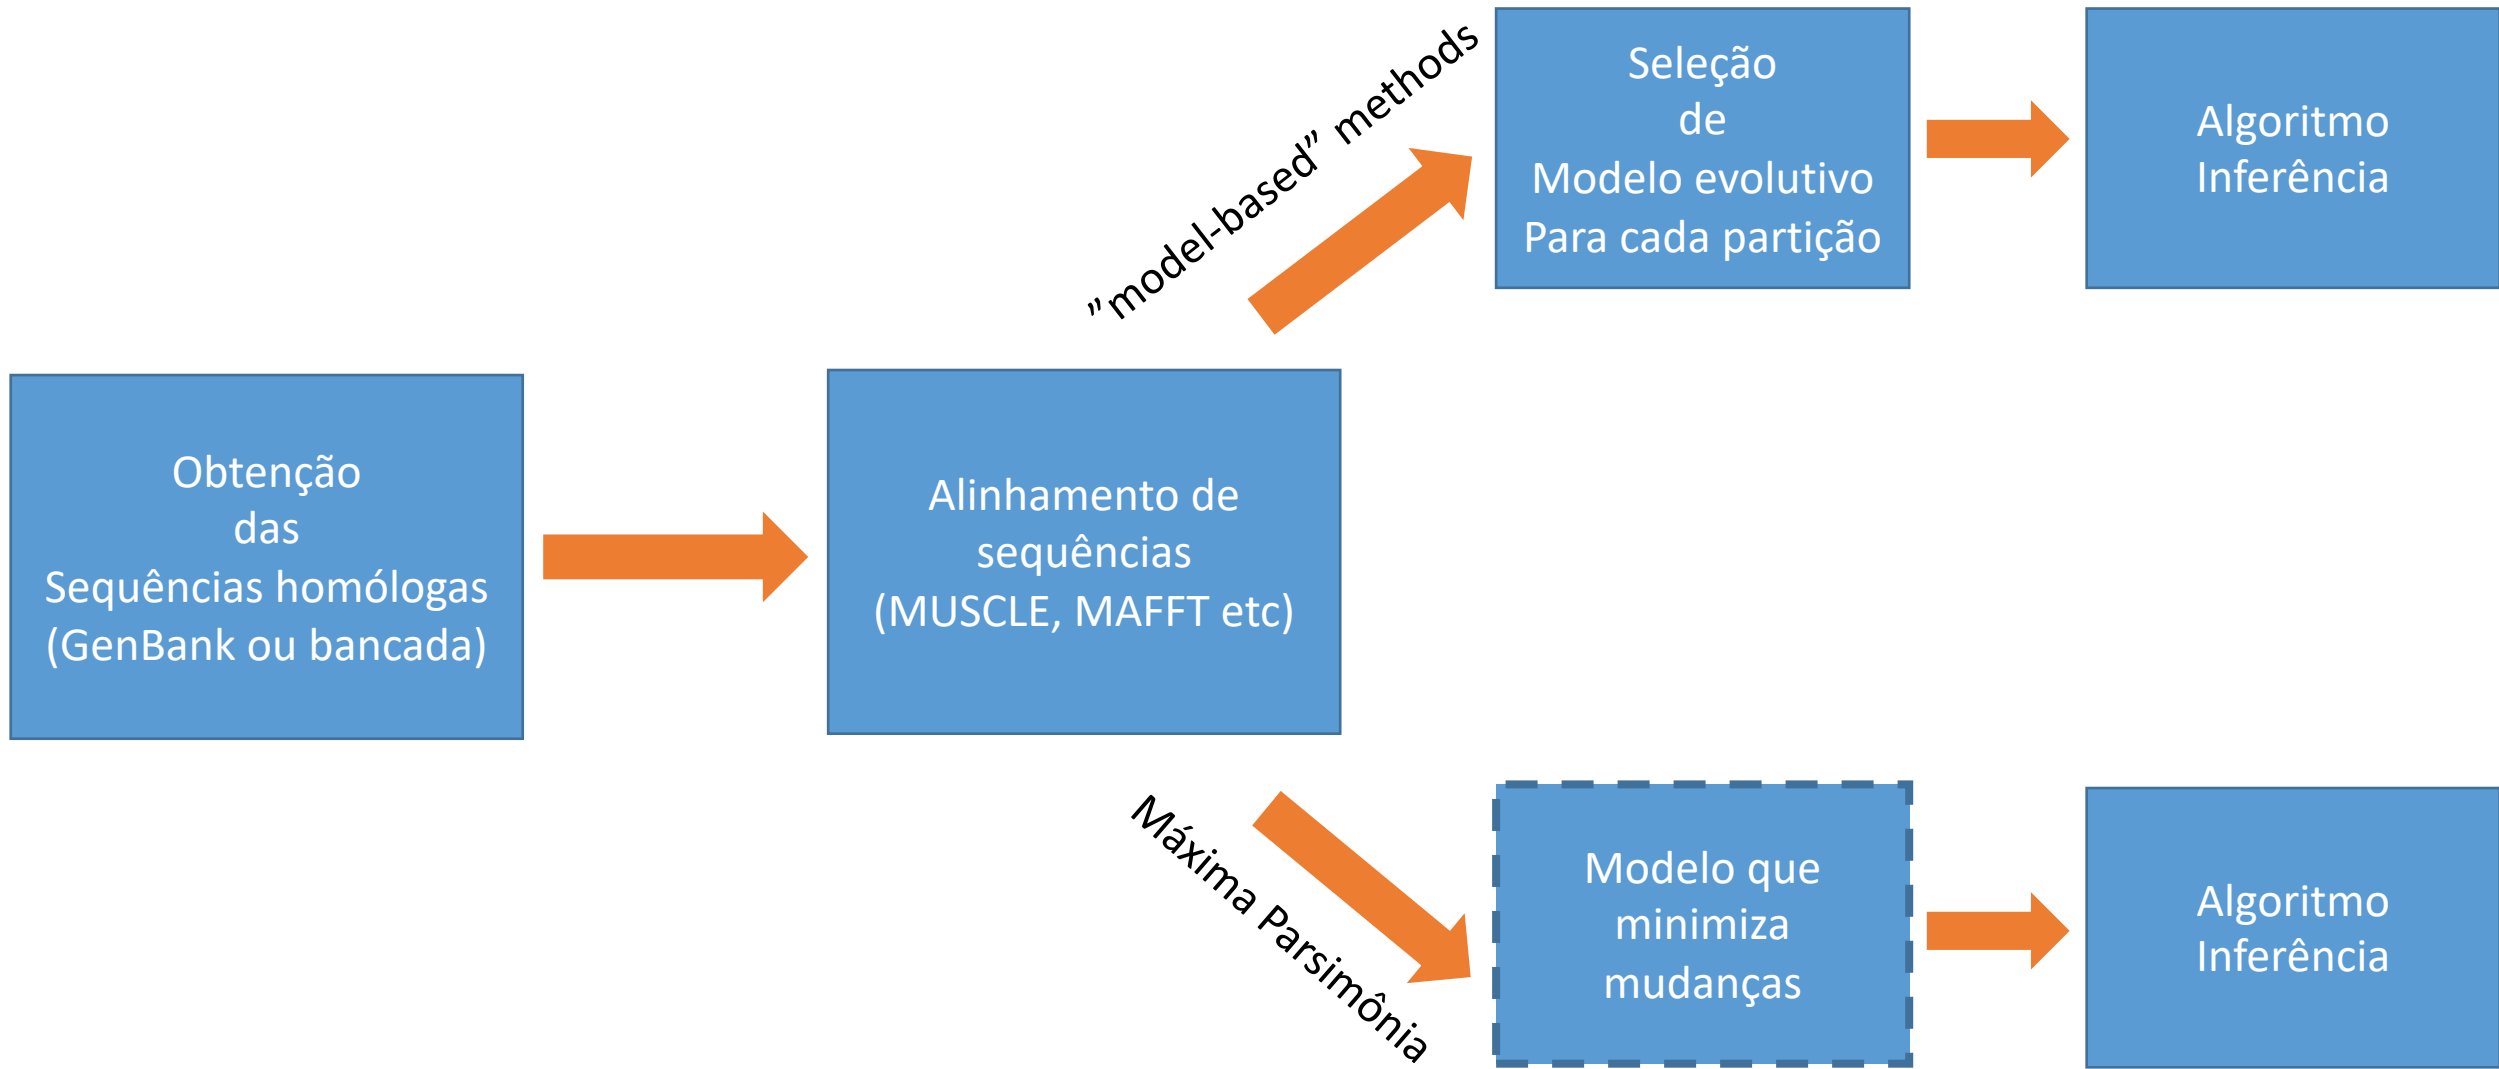 Obtenção
das
Sequências homólogas
(GenBank ou bancada)
Alinhamento de
sequências
(MUSCLE, MAFFT etc)
”model-based” methods
Seleção
de
Modelo evolutivo
Para cada partição
Algoritmo
Inferência
Máxima Parsimônia
Modelo que
minimiza
mudanças
Algoritmo
Inferência